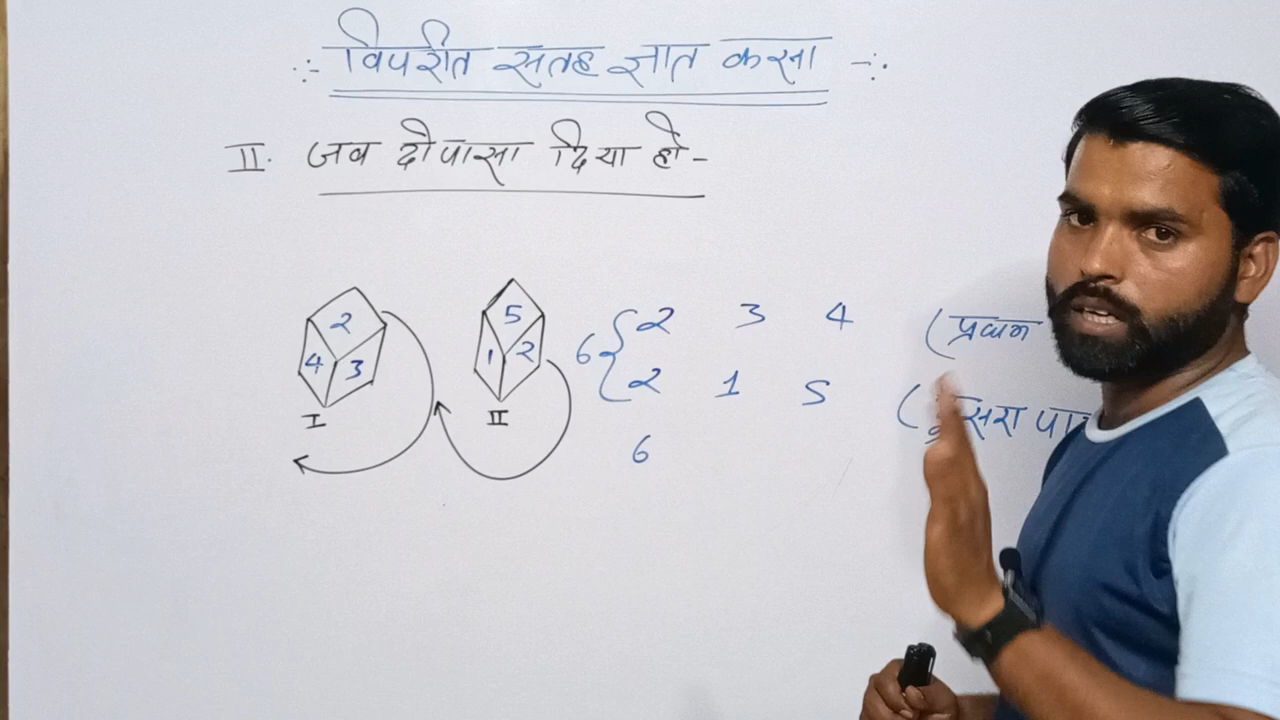 :- विपरीत सतह ज्ञात करना -:
II. जब दो पासा दिया हो-
2 4 3
I
5 1 2
II
6 { 2 3 4 (प्रथम
2 1 5 (दूसरा पा
6